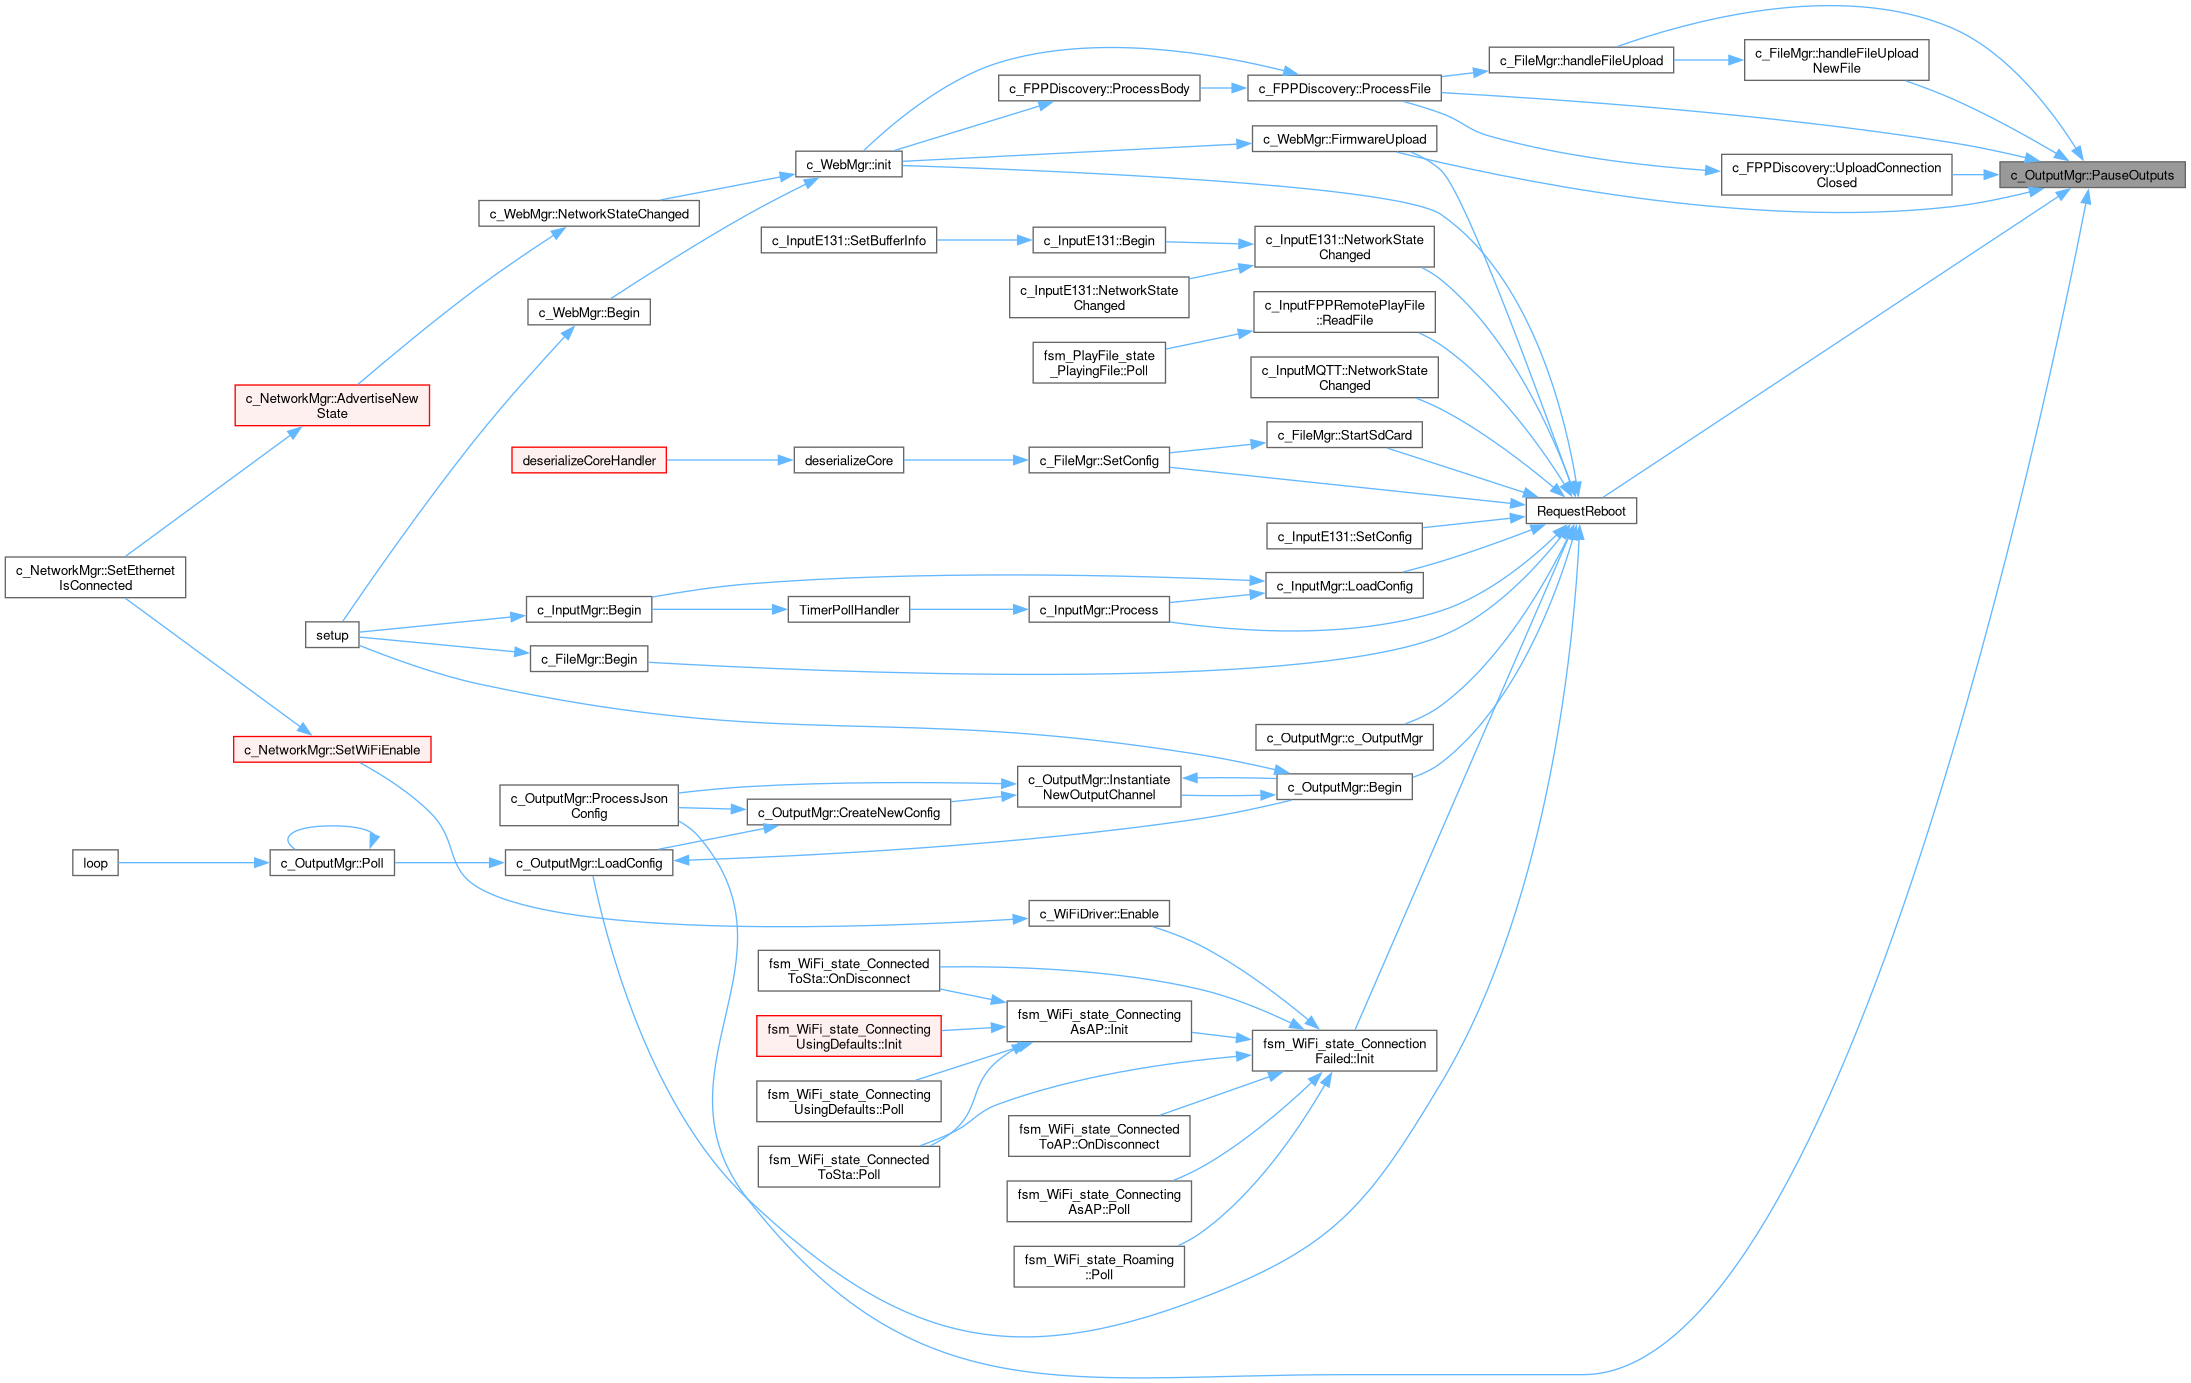 c_FileMgr::handleFileUpload
c_FileMgr::handleFileUpload
NewFile
c_FPPDiscovery::ProcessBody
c_FPPDiscovery::ProcessFile
c_WebMgr::FirmwareUpload
c_WebMgr::init
c_FPPDiscovery::UploadConnection
Closed
c_OutputMgr::PauseOutputs
c_WebMgr::NetworkStateChanged
c_InputE131::SetBufferInfo
c_InputE131::Begin
c_InputE131::NetworkState
Changed
c_InputE131::NetworkState
Changed
c_WebMgr::Begin
c_InputFPPRemotePlayFile
::ReadFile
fsm_PlayFile_state
_PlayingFile::Poll
c_InputMQTT::NetworkState
Changed
c_NetworkMgr::AdvertiseNew
State
c_FileMgr::StartSdCard
deserializeCoreHandler
deserializeCore
c_FileMgr::SetConfig
RequestReboot
c_InputE131::SetConfig
c_NetworkMgr::SetEthernet
IsConnected
c_InputMgr::LoadConfig
c_InputMgr::Begin
TimerPollHandler
c_InputMgr::Process
setup
c_FileMgr::Begin
c_OutputMgr::c_OutputMgr
c_NetworkMgr::SetWiFiEnable
c_OutputMgr::Instantiate
NewOutputChannel
c_OutputMgr::Begin
c_OutputMgr::ProcessJson
Config
c_OutputMgr::CreateNewConfig
loop
c_OutputMgr::Poll
c_OutputMgr::LoadConfig
c_WiFiDriver::Enable
fsm_WiFi_state_Connected
ToSta::OnDisconnect
fsm_WiFi_state_Connecting
AsAP::Init
fsm_WiFi_state_Connecting
UsingDefaults::Init
fsm_WiFi_state_Connection
Failed::Init
fsm_WiFi_state_Connecting
UsingDefaults::Poll
fsm_WiFi_state_Connected
ToAP::OnDisconnect
fsm_WiFi_state_Connected
ToSta::Poll
fsm_WiFi_state_Connecting
AsAP::Poll
fsm_WiFi_state_Roaming
::Poll